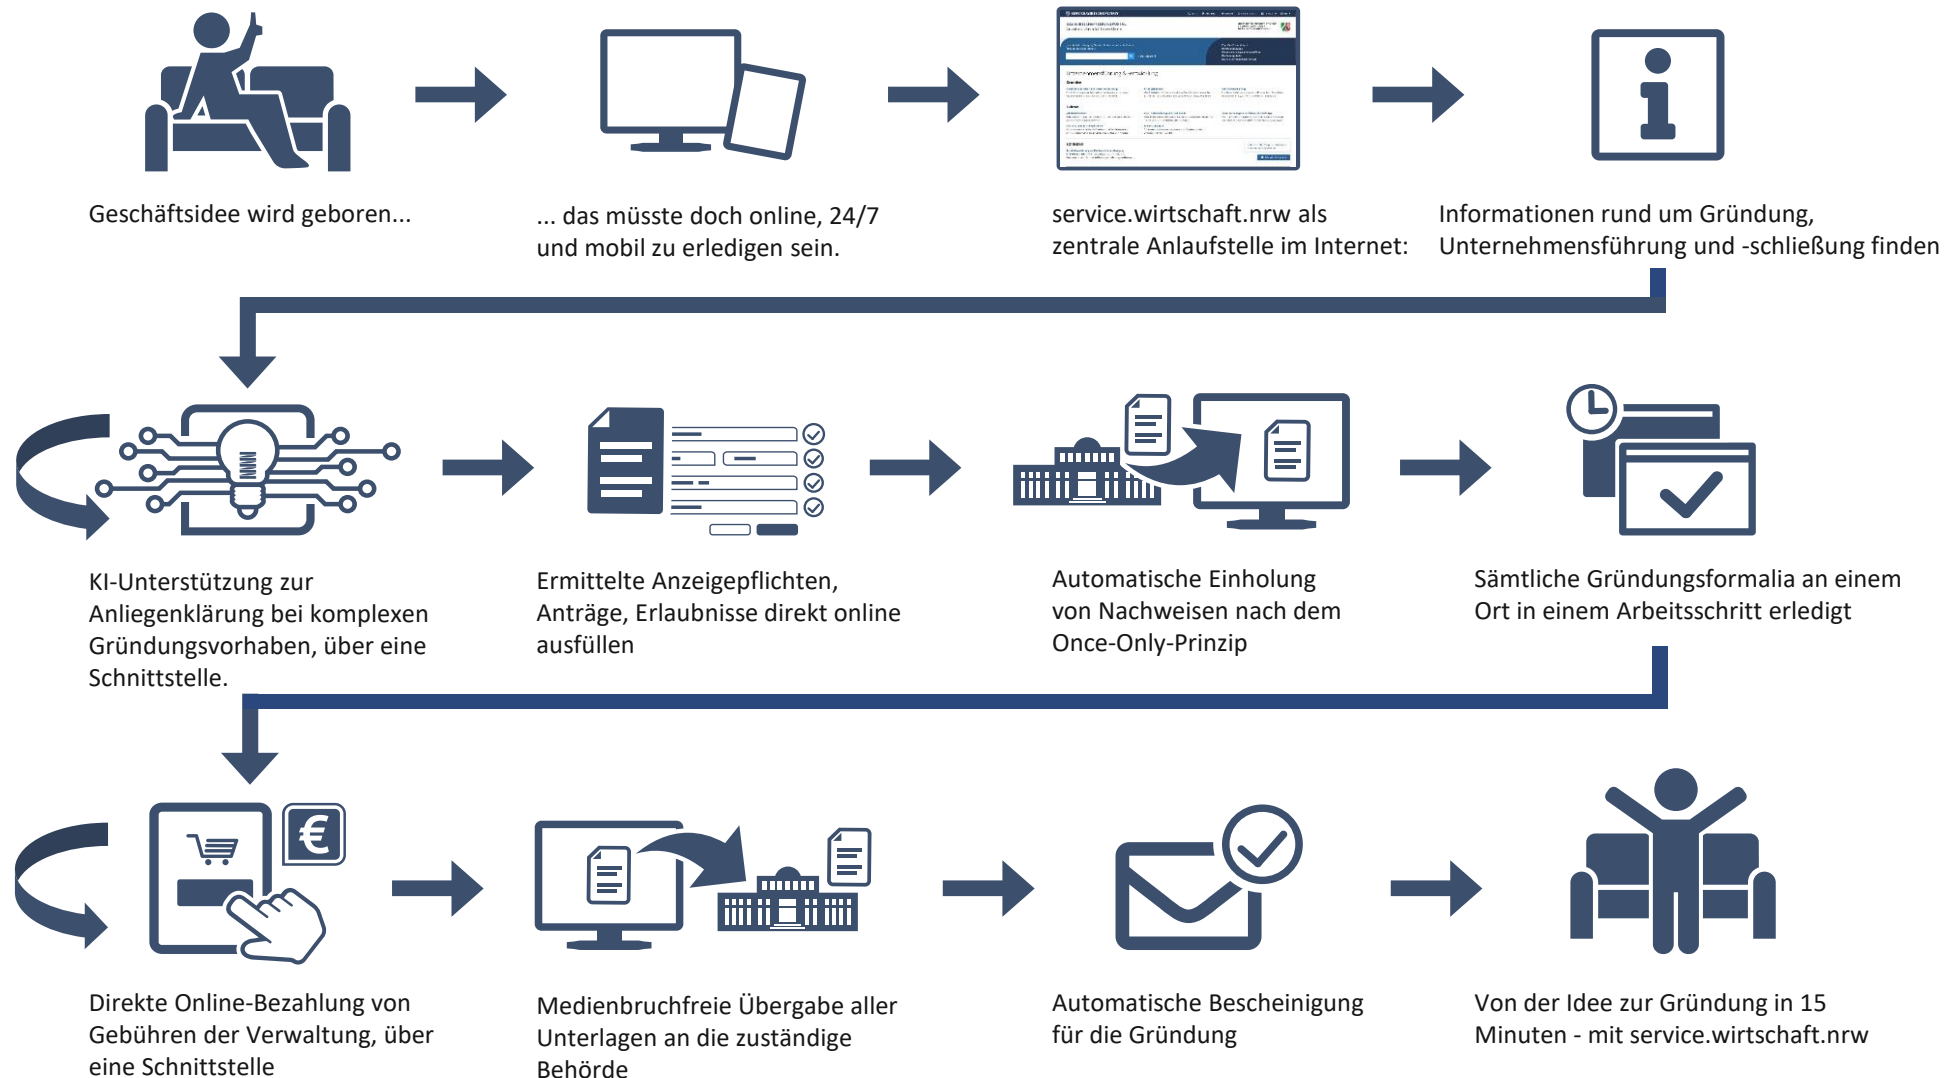 Geschäftsidee wird geboren...
... das müsste doch online, 24/7
und mobil zu erledigen sein.
service.wirtschaft.nrw als
zentrale Anlaufstelle im Internet:
Informationen rund um Gründung,
Unternehmensführung und -schließung finden
KI-Unterstützung zur
Anliegenklärung bei komplexen
Gründungsvorhaben, über eine
Schnittstelle.
Ermittelte Anzeigepflichten,
Anträge, Erlaubnisse direkt online
ausfüllen
Automatische Einholung
von Nachweisen nach dem
Once-Only-Prinzip
Sämtliche Gründungsformalia an einem
Ort in einem Arbeitsschritt erledigt
€
Direkte Online-Bezahlung von
Gebühren der Verwaltung, über
eine Schnittstelle
Medienbruchfreie Übergabe aller
Unterlagen an die zuständige
Behörde
Automatische Bescheinigung
für die Gründung
Von der Idee zur Gründung in 15
Minuten - mit service.wirtschaft.nrw